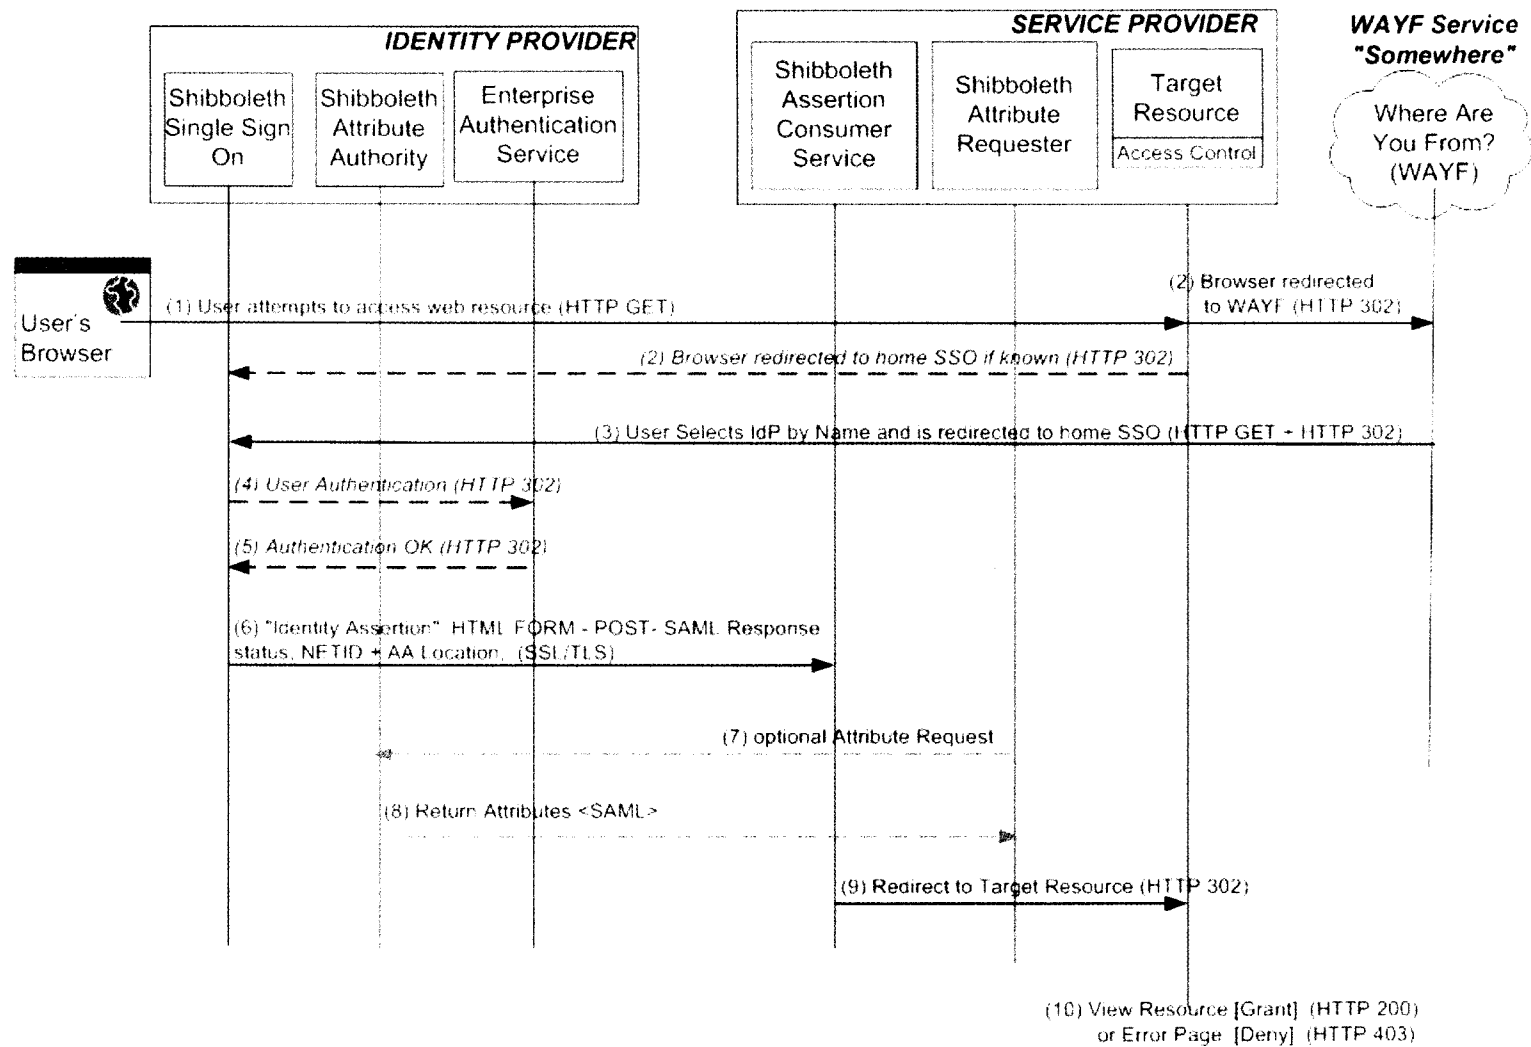 IDENTITY PROVIDER
SERVICE PROVIDER
WAYF Service
"Somewhere"
Shibboleth
Single Sign
On
Shibboleth
Attribute
Authority
Enterprise
Authentication
Service
Shibboleth
Assertion
Consumer
Service
Shibboleth
Attribute
Requester
Target
Resource
Access Control
Where Are
You From?
(WAYF)
User's
Browser
(1) User attempts to access web resource (HTTP GET)
(2) Browser redirected
to WAYF (HTTP 302)
(2) Browser redirected to home SSO if known (HTTP 302)
(3) User Selects IdP by Name and is redirected to home SSO (HTTP GET + HTTP 302)
(4) User Authentication (HTTP 302)
(5) Authentication OK (HTTP 302)
(6) "Identity Assertion" HTML FORM - POST- SAML Response
status, NETID + AA Location, (SSL/TLS)
(7) optional Attribute Request
(8) Return Attributes <SAML>
(9) Redirect to Target Resource (HTTP 302)
(10) View Resource [Grant] (HTTP 200)
or Error Page [Deny] (HTTP 403)